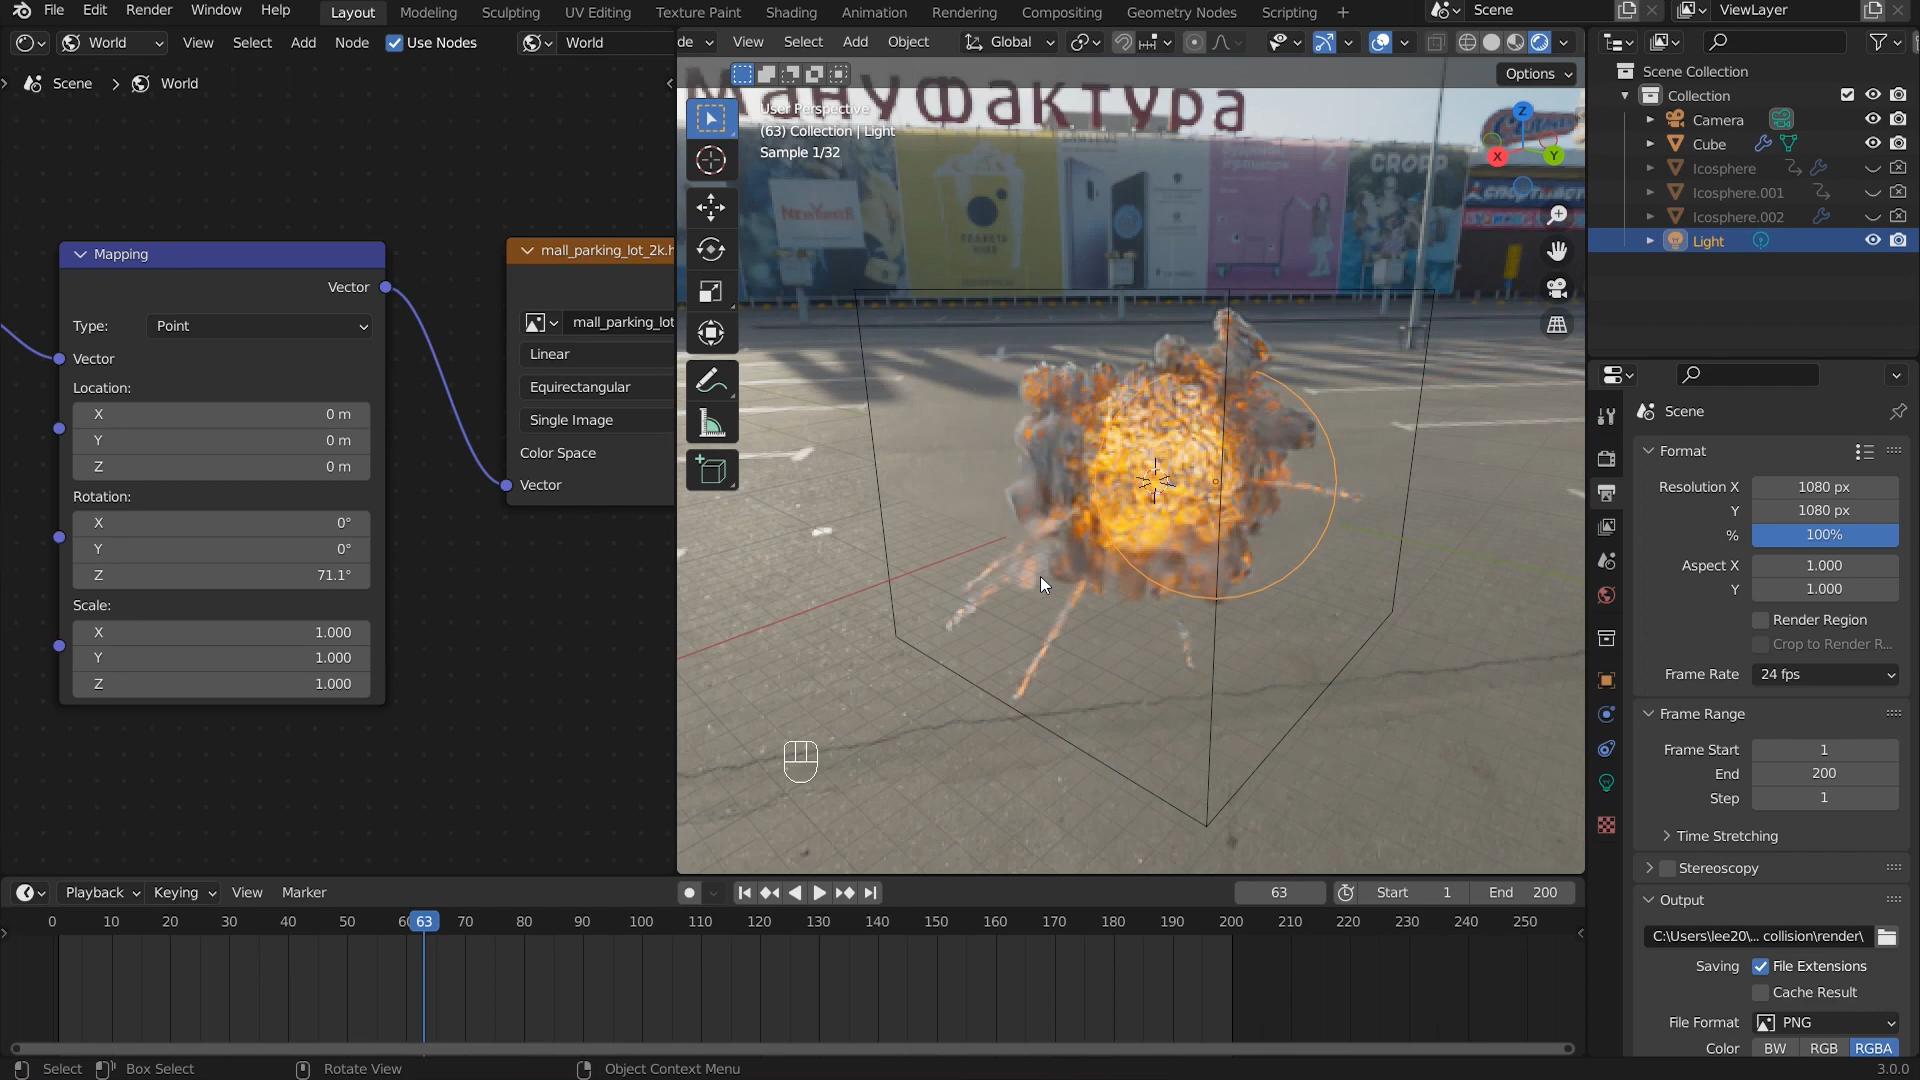 File Edit Render Window Help Layout Modeling Sculpting UV Editing Texture Paint Shading Animation Rendering Compositing Geometry Nodes Scripting + Scene ViewLayer
World View Select Add Node Use Nodes World
de View Select Add Object Global
Scene > World
Options
Мануфактура
User Perspective
(63) Collection | Light
Sample 1/32
Z
X
Y
CROPP
Mapping
Vector
Type: Point
Vector
Location:
X 0 m
Y 0 m
Z 0 m
Rotation:
X 0°
Y 0°
Z 71.1°
Scale:
X 1.000
Y 1.000
Z 1.000
mall_parking_lot_2k.h
mall_parking_lot
Linear
Equirectangular
Single Image
Color Space
Vector
Scene Collection
Collection
Camera
Cube
Icosphere
Icosphere.001
Icosphere.002
Light
Scene
Format
Resolution X 1080 px
Y 1080 px
% 100%
Aspect X 1.000
Y 1.000
Render Region
Crop to Render R...
Frame Rate 24 fps
Frame Range
Frame Start 1
End 200
Step 1
Time Stretching
Stereoscopy
Output
C:\Users\lee20\... collision\render\
Saving File Extensions
Cache Result
File Format PNG
Color BW RGB RGBA
Playback Keying View Marker 63 Start 1 End 200
0 10 20 30 40 50 60 63 70 80 90 100 110 120 130 140 150 160 170 180 190 200 210 220 230 240 250
Select Box Select Rotate View Object Context Menu 3.0.0